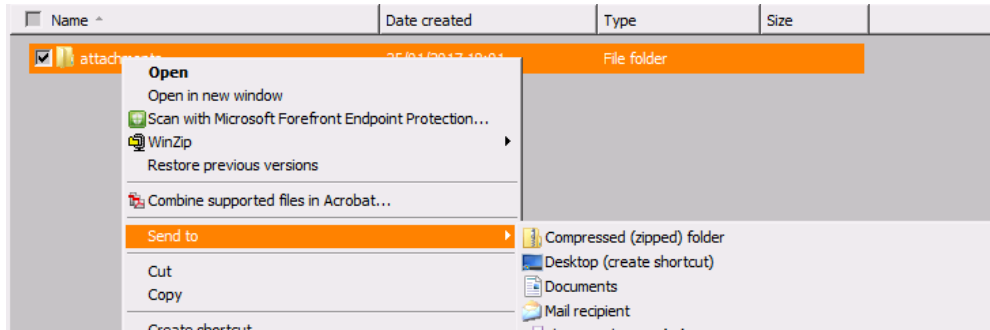 Name Date created Type Size
File folder
Open
Open in new window
Scan with Microsoft Forefront Endpoint Protection...
WinZip
Restore previous versions
Combine supported files in Acrobat...
Send to
Compressed (zipped) folder
Desktop (create shortcut)
Documents
Mail recipient
Cut
Copy
Create shortcut